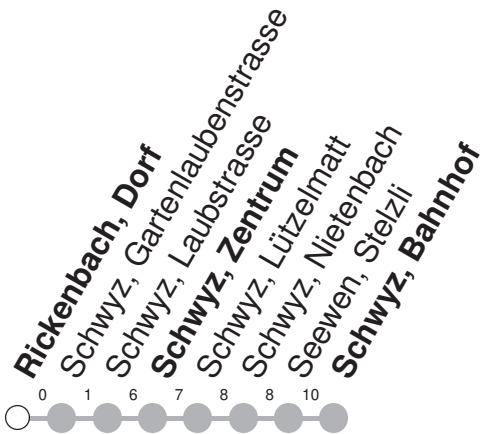 Rickenbach, Dorf
Schwyz, Gartenlaubenstrasse
Schwyz, Laubstrasse
Schwyz, Zentrum
Schwyz, Lützelmatt
Schwyz, Nietenbach
Seewen, Stelzli
Schwyz, Bahnhof
0 1 6 7 8 8 10